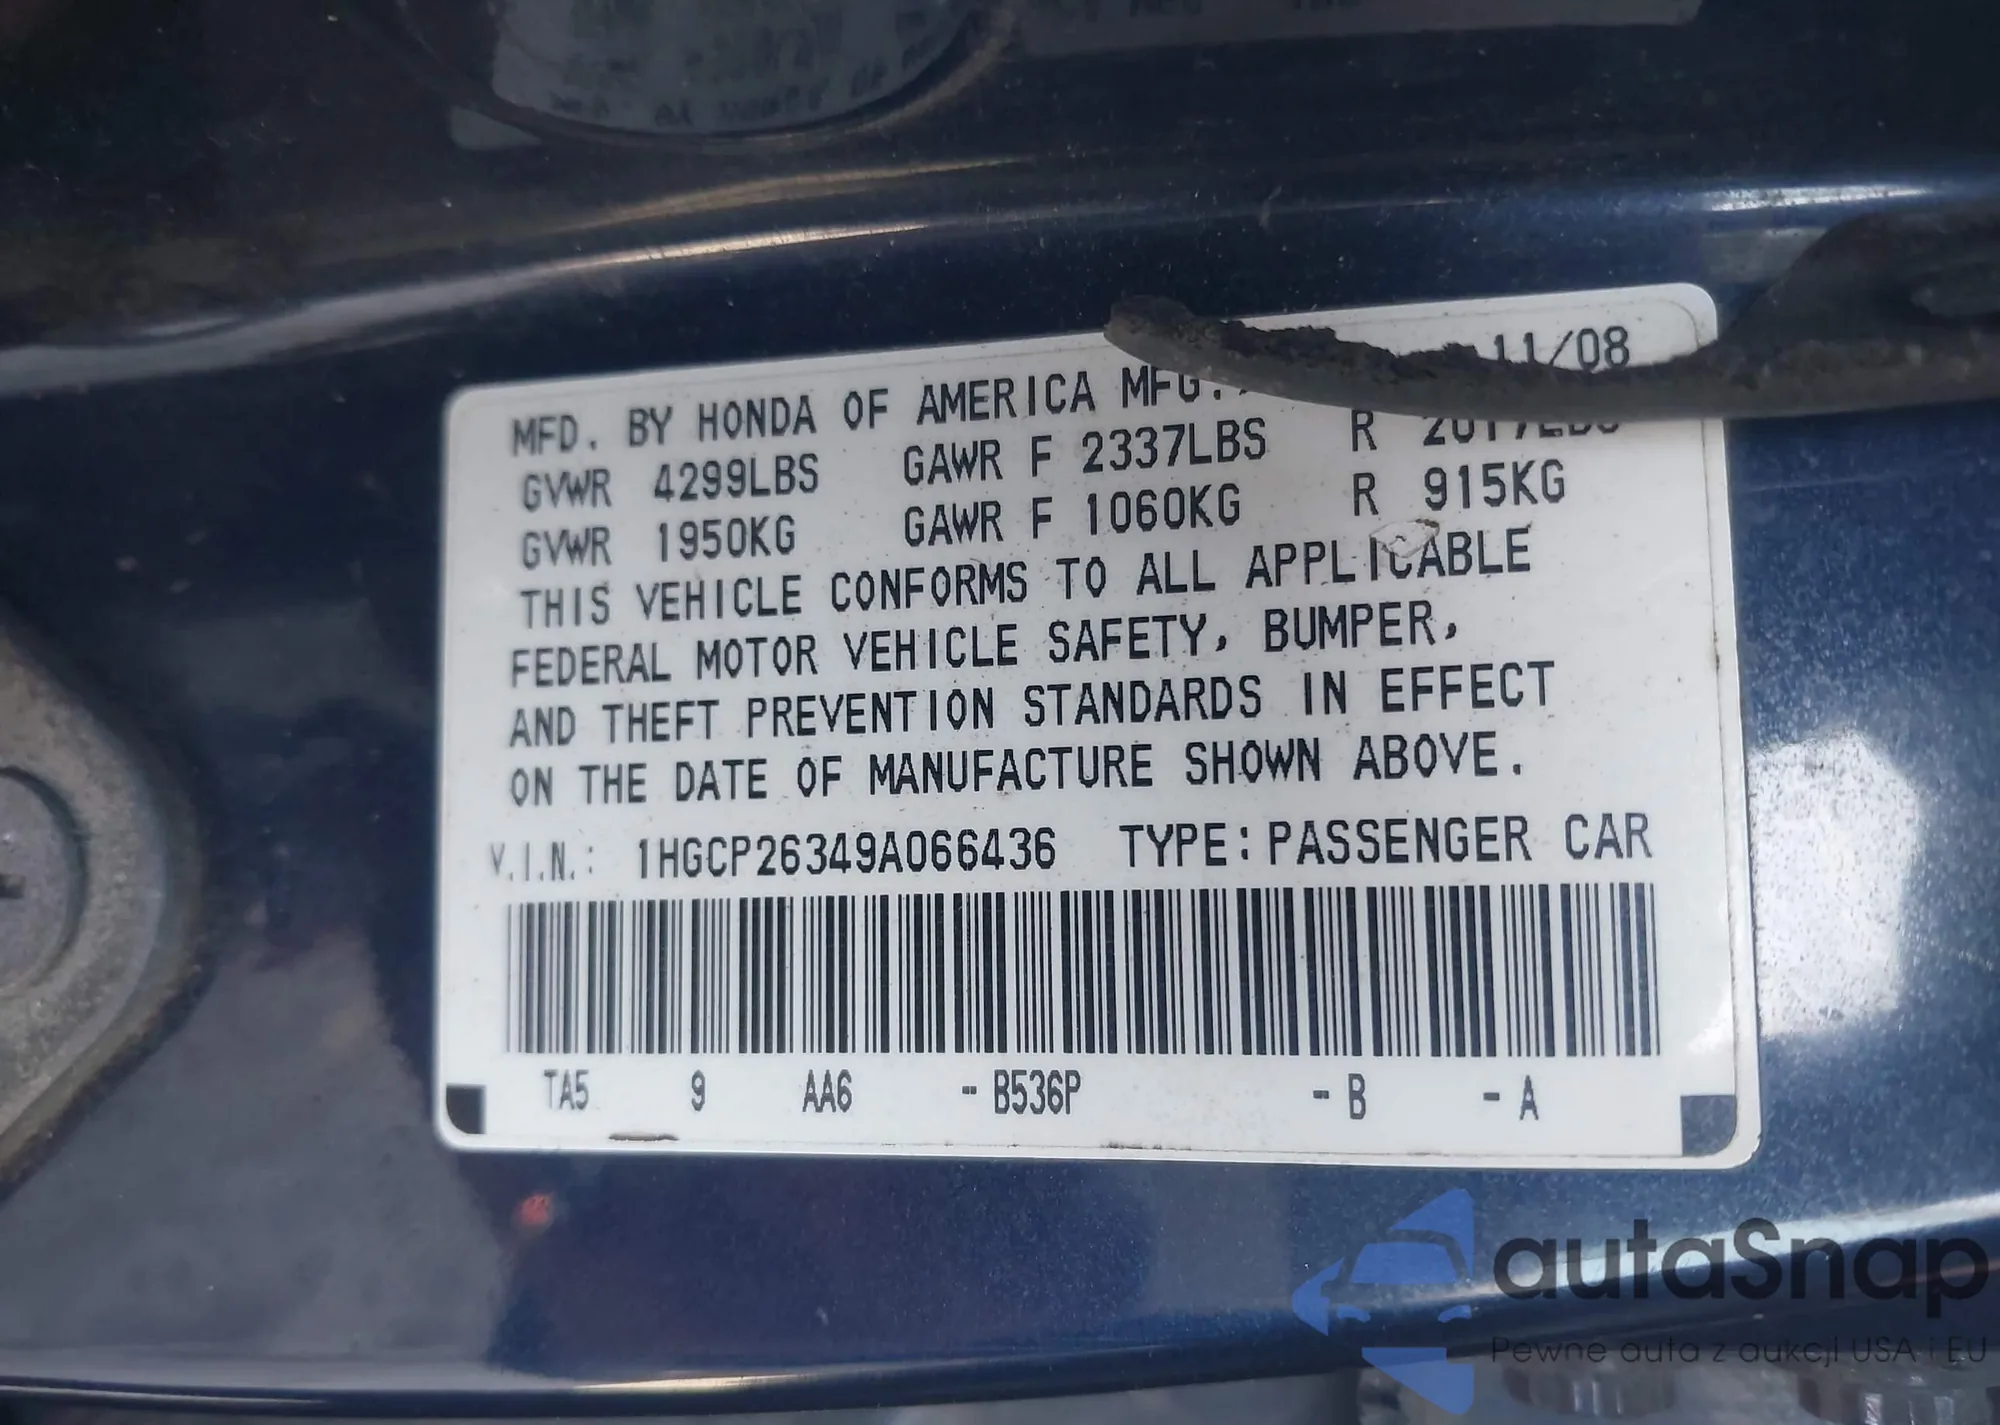 11/08
MFD. BY HONDA OF AMERICA MFG.
GVWR 4299LBS GAWR F 2337LBS R 2017LBS
GVWR 1950KG GAWR F 1060KG R 915KG
THIS VEHICLE CONFORMS TO ALL APPLICABLE
FEDERAL MOTOR VEHICLE SAFETY, BUMPER,
AND THEFT PREVENTION STANDARDS IN EFFECT
ON THE DATE OF MANUFACTURE SHOWN ABOVE.
V.I.N.: 1HGCP26349A066436 TYPE: PASSENGER CAR
TA5 9 AA6 - B536P - B - A
autaSnap
Pewne auta z aukcji USA i EU